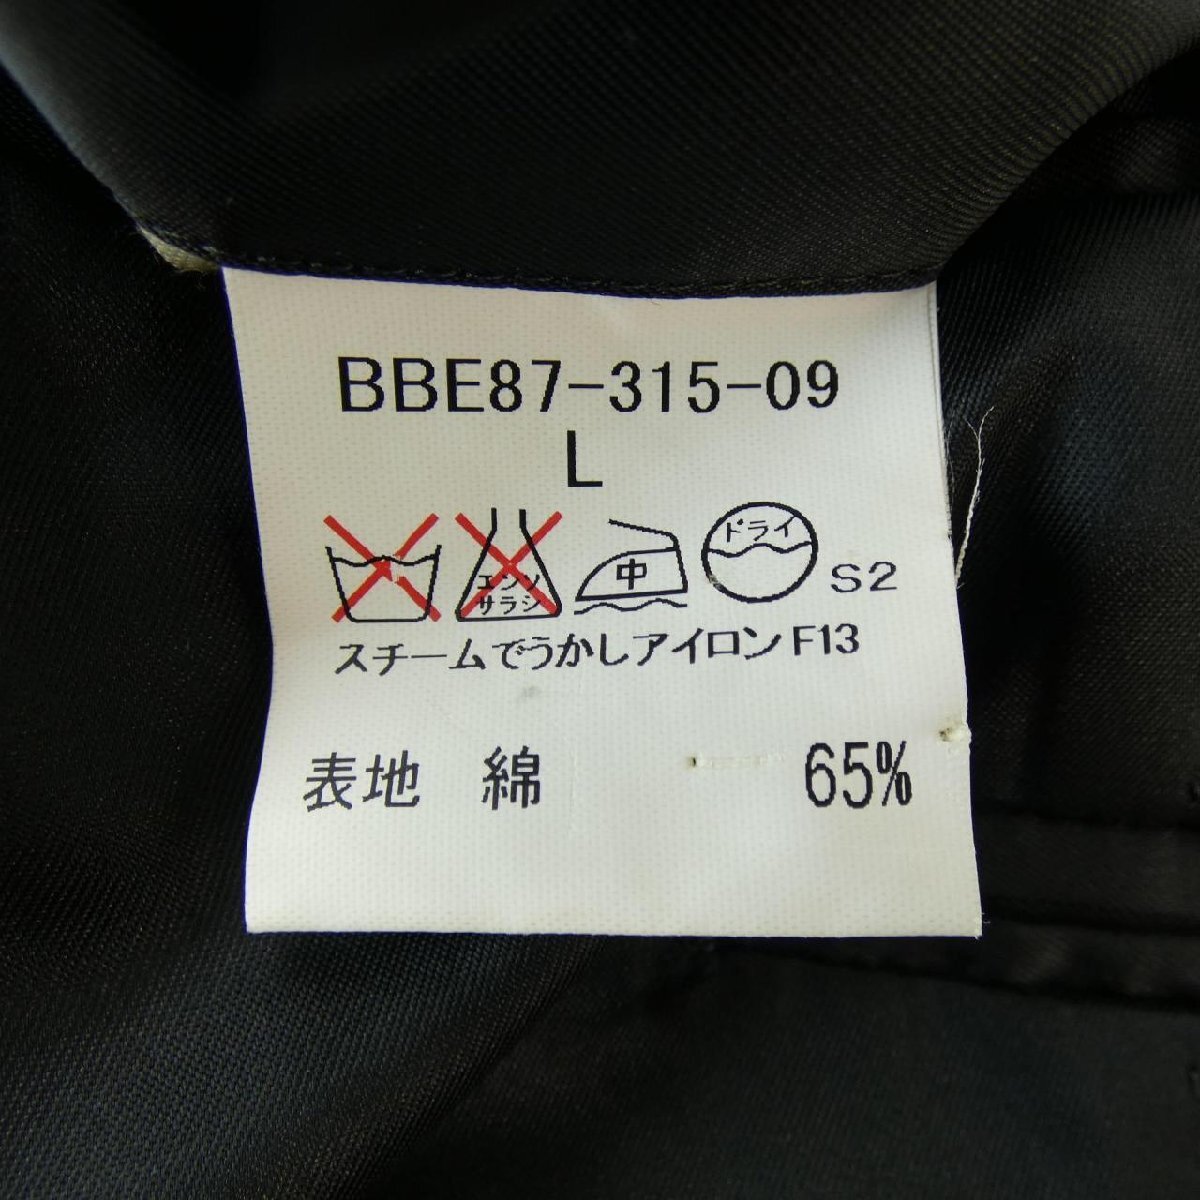 BBE87-315-09
L
エンソ
サラシ
中
ドライ
S2
スチームでうかしアイロンF13
表地 綿 65%